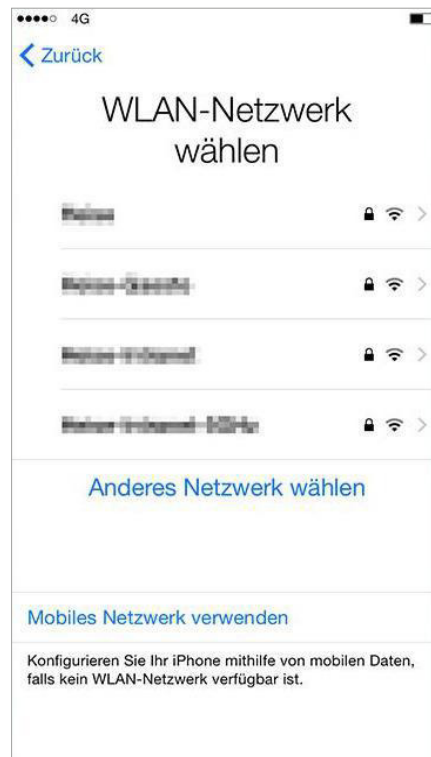 4G
Zurück
WLAN-Netzwerk
wählen
Anderes Netzwerk wählen
Mobiles Netzwerk verwenden
Konfigurieren Sie Ihr iPhone mithilfe von mobilen Daten,
falls kein WLAN-Netzwerk verfügbar ist.